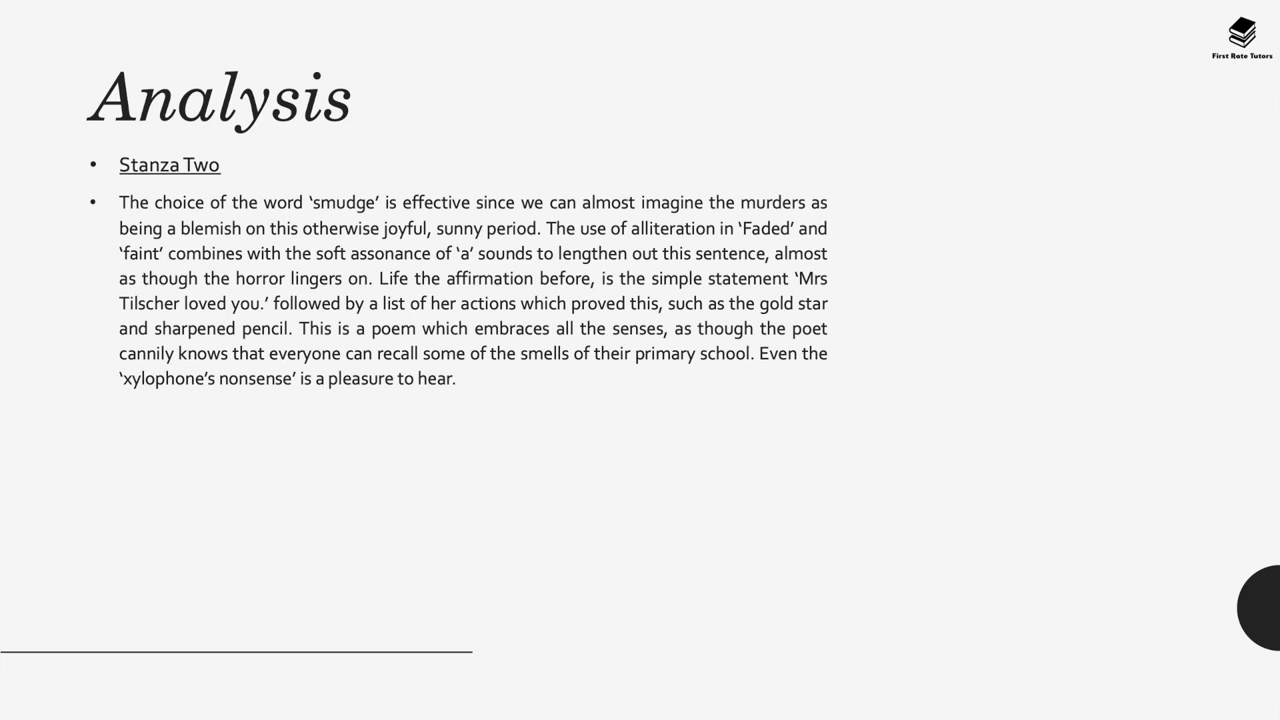 First Rate Tutors
Analysis
• Stanza Two
• The choice of the word ‘smudge’ is effective since we can almost imagine the murders as
being a blemish on this otherwise joyful, sunny period. The use of alliteration in ‘Faded’ and
‘faint’ combines with the soft assonance of ‘a’ sounds to lengthen out this sentence, almost
as though the horror lingers on. Life the affirmation before, is the simple statement ‘Mrs
Tilscher loved you.’ followed by a list of her actions which proved this, such as the gold star
and sharpened pencil. This is a poem which embraces all the senses, as though the poet
cannily knows that everyone can recall some of the smells of their primary school. Even the
‘xylophone’s nonsense’ is a pleasure to hear.